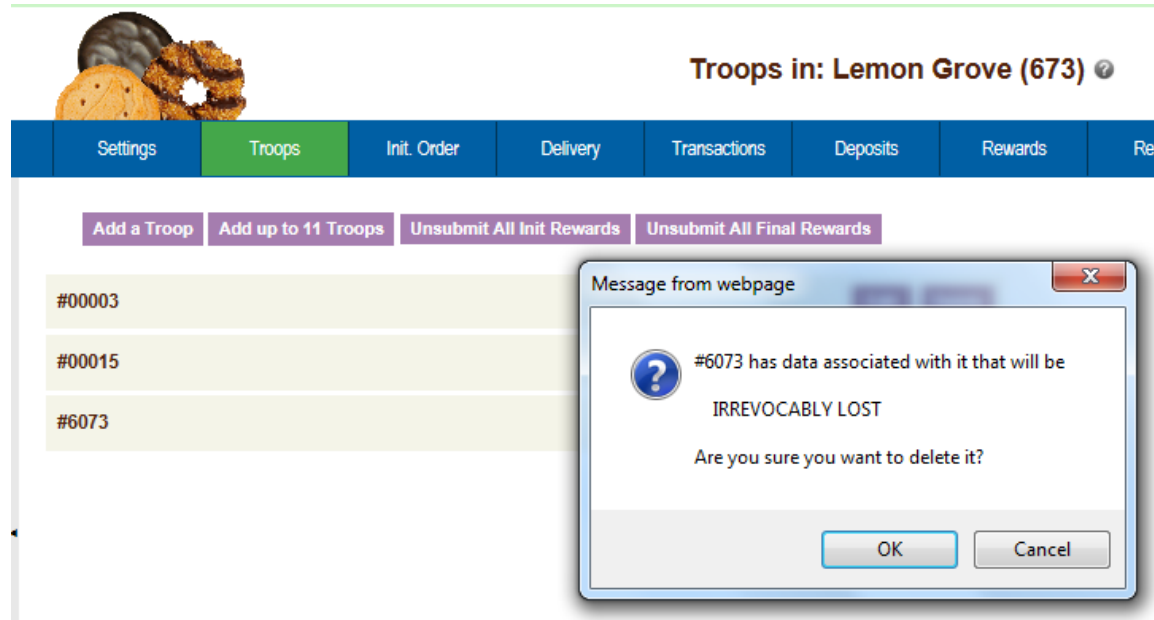 Troops in: Lemon Grove (673)
Settings Troops Init. Order Delivery Transactions Deposits Rewards Re
Add a Troop Add up to 11 Troops Unsubmit All Init Rewards Unsubmit All Final Rewards
#00003
#00015
#6073
Message from webpage
#6073 has data associated with it that will be
IRREVOCABLY LOST
Are you sure you want to delete it?
OK Cancel